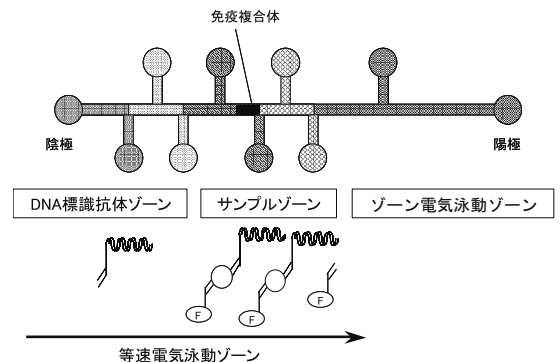 免疫複合体
陰極
陽極
DNA標識抗体ゾーン
サンプルゾーン
ゾーン電気泳動ゾーン
F
F
F
等速電気泳動ゾーン